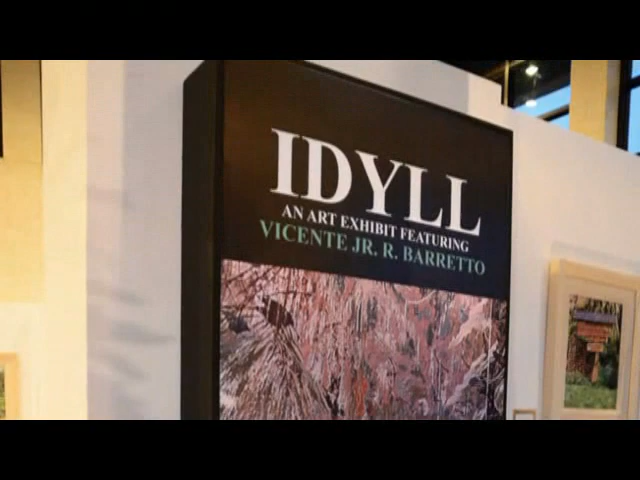 IDYLL
AN ART EXHIBIT FEATURING
VICENTE JR. R. BARRETTO